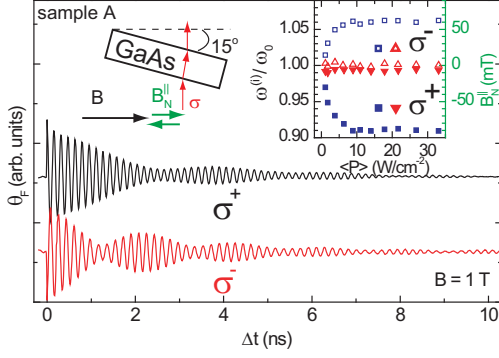 sample A
GaAs
15°
B
B_N^||
σ
σ^+
σ^-
B = 1 T
θ_F (arb. units)
0 2 4 6 8 10
Δt (ns)
ω^(i)/ω_0
1.05
1.00
0.95
0.90
σ^-
σ^+
50
0
-50
B_N^|| (mT)
0 10 20 30
<P> (W/cm^2)